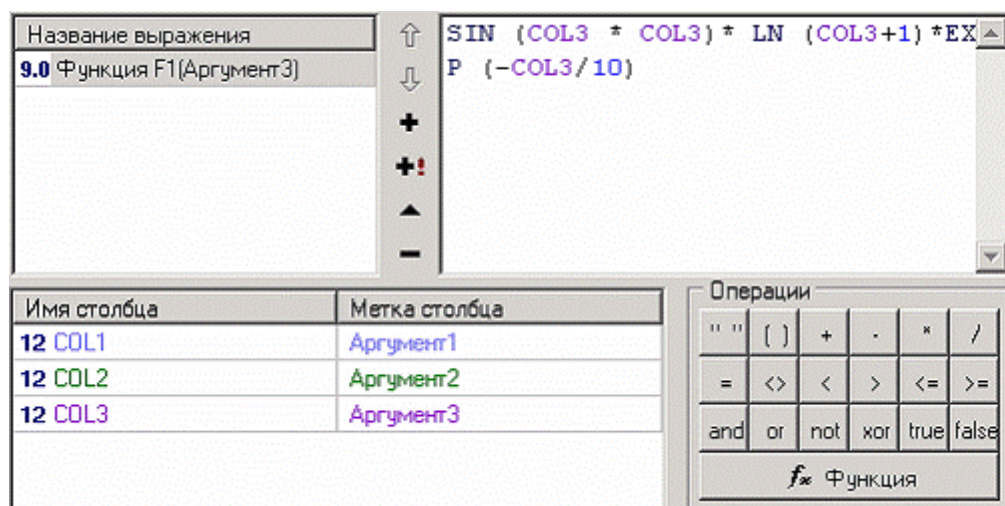 Название выражения
9.0 Функция F1(Аргумент3)
SIN (COL3 * COL3)* LN (COL3+1)*EX
P (-COL3/10)
Имя столбца Метка столбца
12 COL1 Аргумент1
12 COL2 Аргумент2
12 COL3 Аргумент3
Операции
" " ( ) + - * /
= <> < > <= >=
and or not xor true false
fx Функция